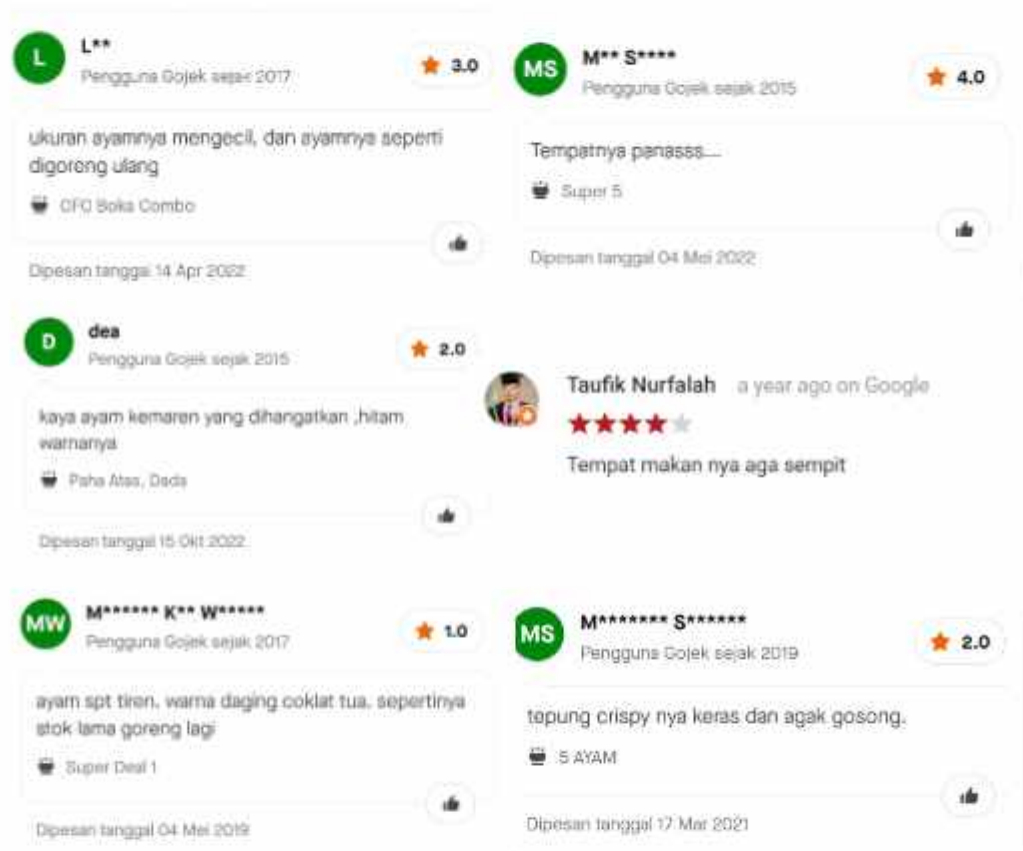 L
L**
Pengguna Gojek sejak 2017
3.0
ukuran ayamnya mengecil, dan ayamnya seperti
digoreng ulang
CFC Boka Combo
Dipesan tanggal 14 Apr 2022
MS
M** S****
Pengguna Gojek sejak 2015
4.0
Tempatnya panasss....
Super 5
Dipesan tanggal 04 Mei 2022
D
dea
Pengguna Gojek sejak 2015
2.0
kaya ayam kemaren yang dihangatkan ,hitam
warnanya
Paha Atas, Dada
Dipesan tanggal 15 Okt 2022
Taufik Nurfalah a year ago on Google
Tempat makan nya aga sempit
MW
M****** K** W*****
Pengguna Gojek sejak 2017
1.0
ayam spt tiren, warna daging coklat tua, sepertinya
stok lama goreng lagi
Super Deal 1
Dipesan tanggal 04 Mei 2019
MS
M******* S******
Pengguna Gojek sejak 2019
2.0
tepung crispy nya keras dan agak gosong.
5 AYAM
Dipesan tanggal 17 Mar 2021